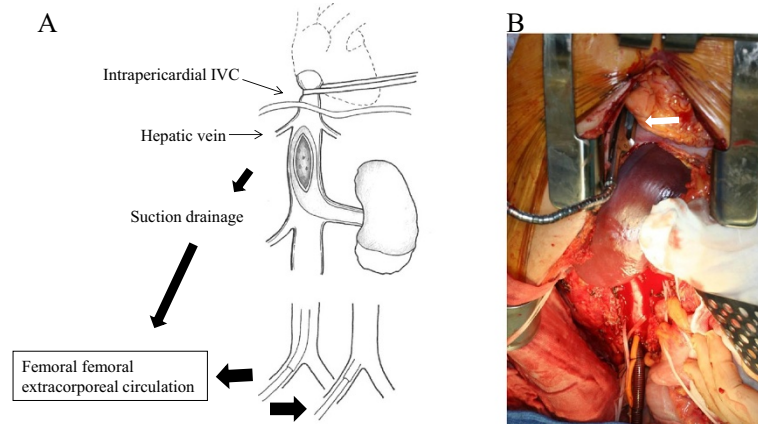 A
B
Intrapericardial IVC
Hepatic vein
Suction drainage
Femoral femoral
extracorporeal circulation